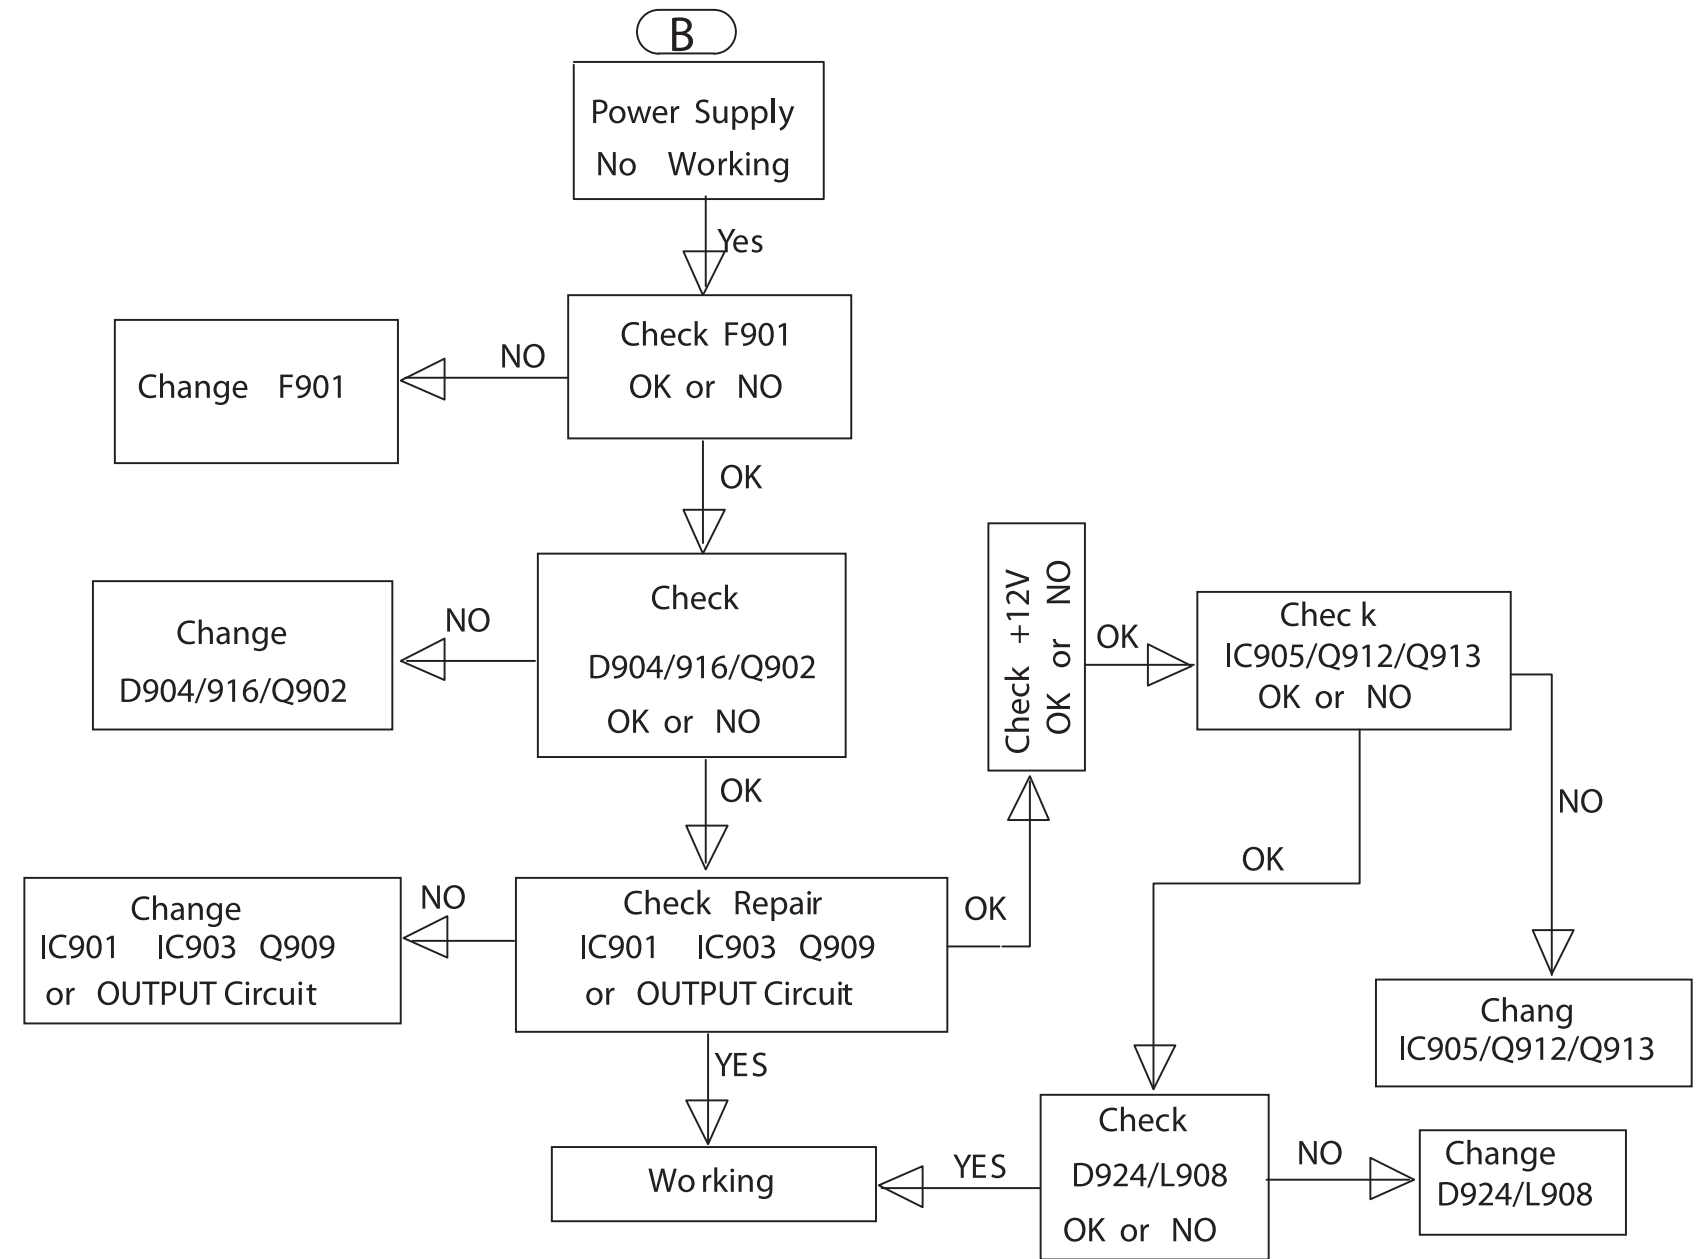 B
Power Supply
No Working
Yes
Check F901
OK or NO
NO
Change F901
OK
Check
D904/916/Q902
OK or NO
NO
Change
D904/916/Q902
OK
Check Repair
IC901 IC903 Q909
or OUTPUT Circuit
NO
Change
IC901 IC903 Q909
or OUTPUT Circuit
OK
Check +12V
OK or NO
OK
Chec k
IC905/Q912/Q913
OK or NO
NO
Chang
IC905/Q912/Q913
OK
Check
D924/L908
OK or NO
NO
Change
D924/L908
YES
YES
Wo rking